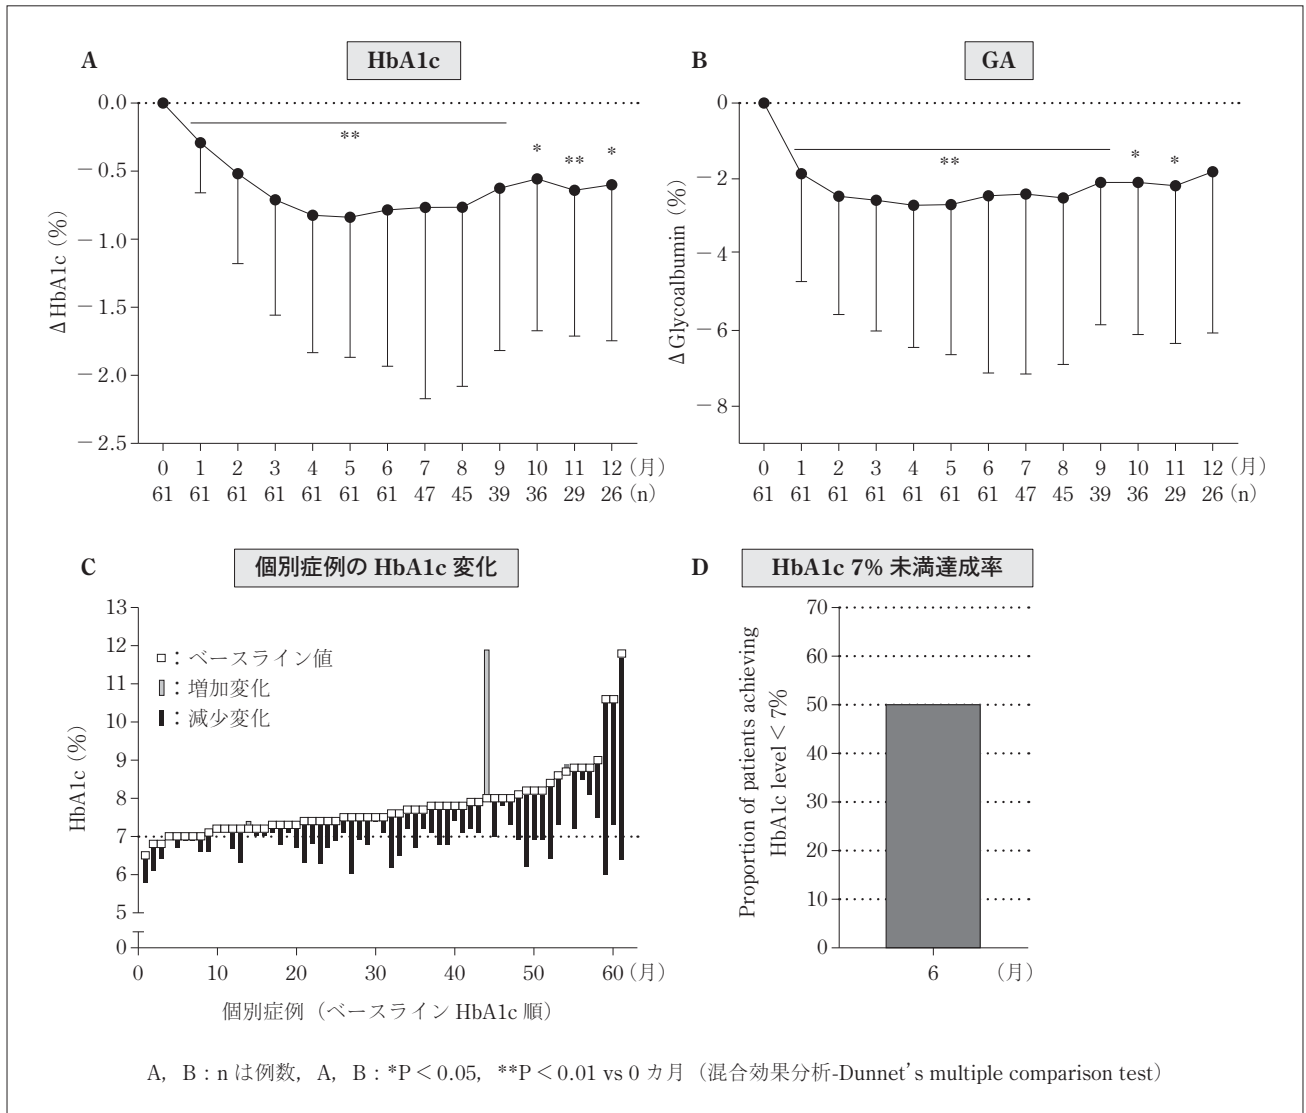 A
HbA1c
0.0
−0.5
−1.0
−1.5
−2.0
−2.5
ΔHbA1c (%)
**
*
**
*
0 1 2 3 4 5 6 7 8 9 10 11 12 (月)
61 61 61 61 61 61 61 47 45 39 36 29 26 (n)
B
GA
0
−2
−4
−6
−8
ΔGlycoalbumin (%)
**
*
*
0 1 2 3 4 5 6 7 8 9 10 11 12 (月)
61 61 61 61 61 61 61 47 45 39 36 29 26 (n)
C
個別症例の HbA1c 変化
13
12
11
10
9
8
7
6
5
0
HbA1c (%)
□：ベースライン値
：増加変化
：減少変化
0 10 20 30 40 50 60 (月)
個別症例（ベースライン HbA1c 順）
D
HbA1c 7% 未満達成率
70
60
50
40
30
20
10
0
Proportion of patients achieving
HbA1c level＜7%
6 (月)
A，B：n は例数，A，B：*P＜0.05，**P＜0.01 vs 0 カ月（混合効果分析-Dunnet's multiple comparison test）